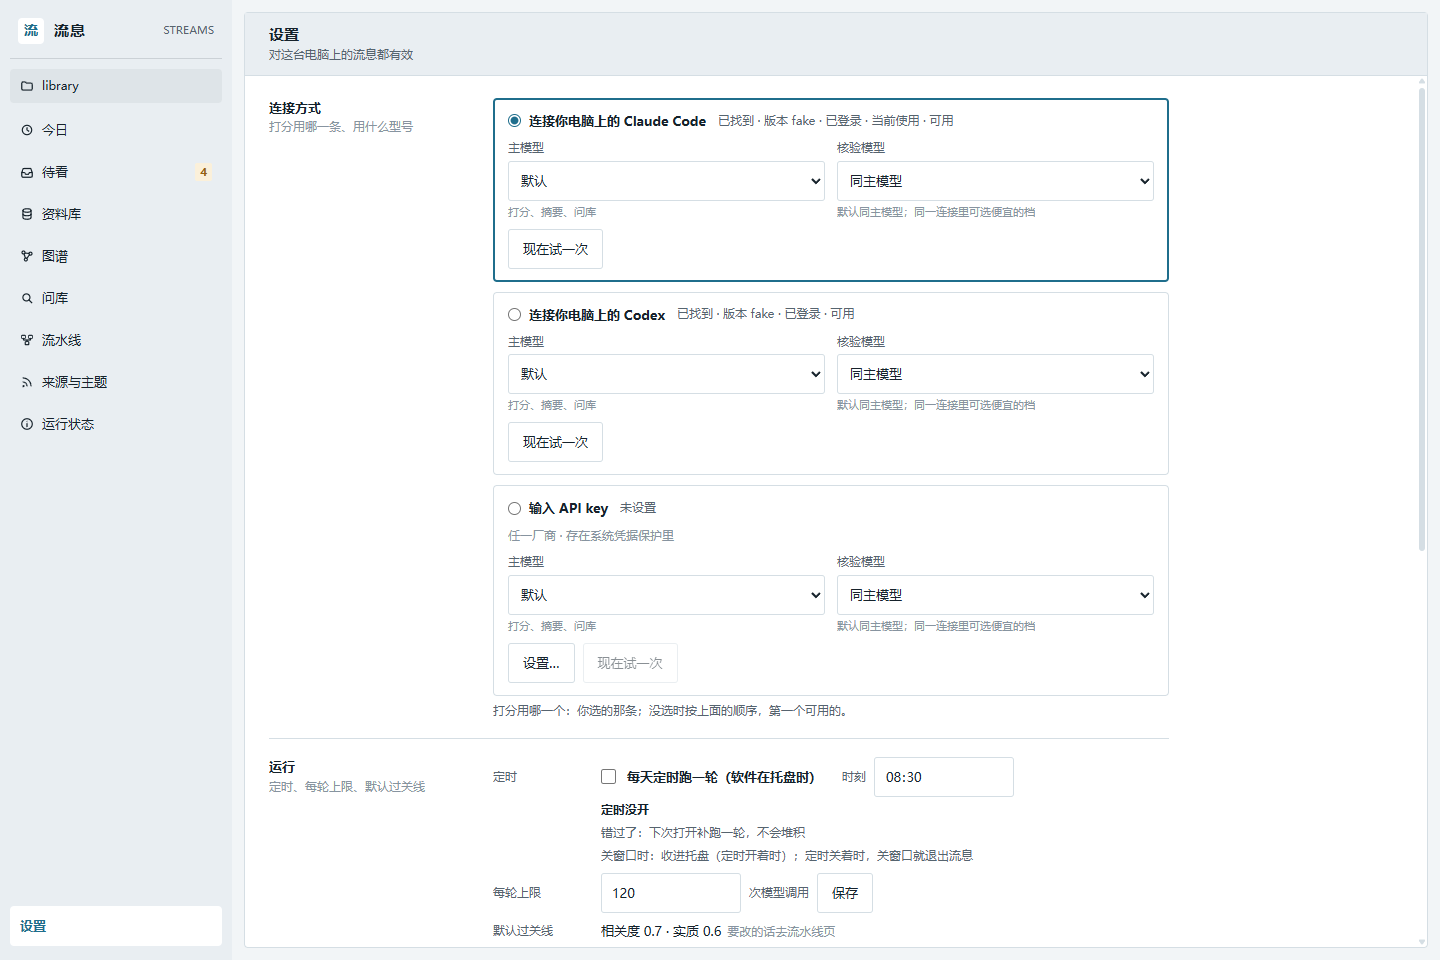 流 流息 STREAMS
library
今日
待看 4
资料库
图谱
问库
流水线
来源与主题
运行状态
设置
设置
对这台电脑上的流息都有效
连接方式
打分用哪一条、用什么型号
连接你电脑上的 Claude Code 已找到 · 版本 fake · 已登录 · 当前使用 · 可用
主模型 核验模型
默认 同主模型
打分、摘要、问库 默认同主模型；同一连接里可选便宜的档
现在试一次
连接你电脑上的 Codex 已找到 · 版本 fake · 已登录 · 可用
主模型 核验模型
默认 同主模型
打分、摘要、问库 默认同主模型；同一连接里可选便宜的档
现在试一次
输入 API key 未设置
任一厂商 · 存在系统凭据保护里
主模型 核验模型
默认 同主模型
打分、摘要、问库 默认同主模型；同一连接里可选便宜的档
设置... 现在试一次
打分用哪一个：你选的那条；没选时按上面的顺序，第一个可用的。
运行
定时、每轮上限、默认过关线
定时 每天定时跑一轮（软件在托盘时） 时刻 08:30
定时没开
错过了：下次打开补跑一轮，不会堆积
关窗口时：收进托盘（定时开着时）；定时关着时，关窗口就退出流息
每轮上限 120 次模型调用 保存
默认过关线 相关度 0.7 · 实质 0.6 要改的话去流水线页